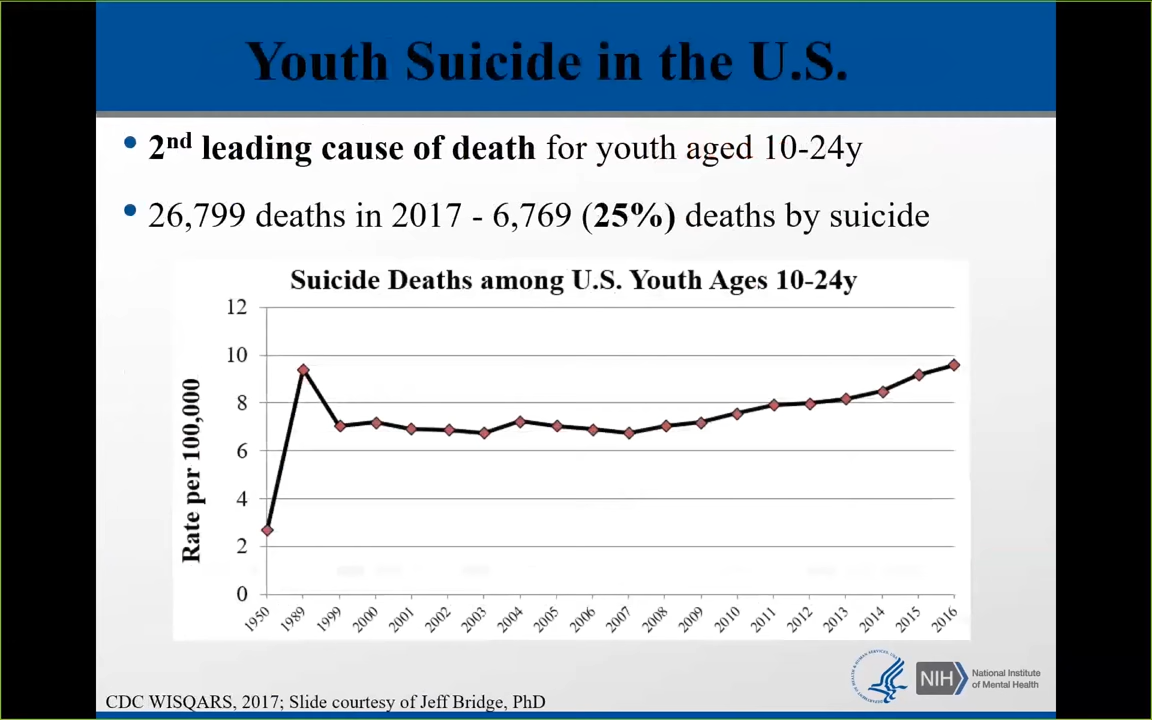 Youth Suicide in the U.S.
• 2nd leading cause of death for youth aged 10-24y
• 26,799 deaths in 2017 - 6,769 (25%) deaths by suicide
Suicide Deaths among U.S. Youth Ages 10-24y
Rate per 100,000
12
10
8
6
4
2
0
1950 1989 1999 2000 2001 2002 2003 2004 2005 2006 2007 2008 2009 2010 2011 2012 2013 2014 2015 2016
NIH
National Institute
of Mental Health
CDC WISQARS, 2017; Slide courtesy of Jeff Bridge, PhD